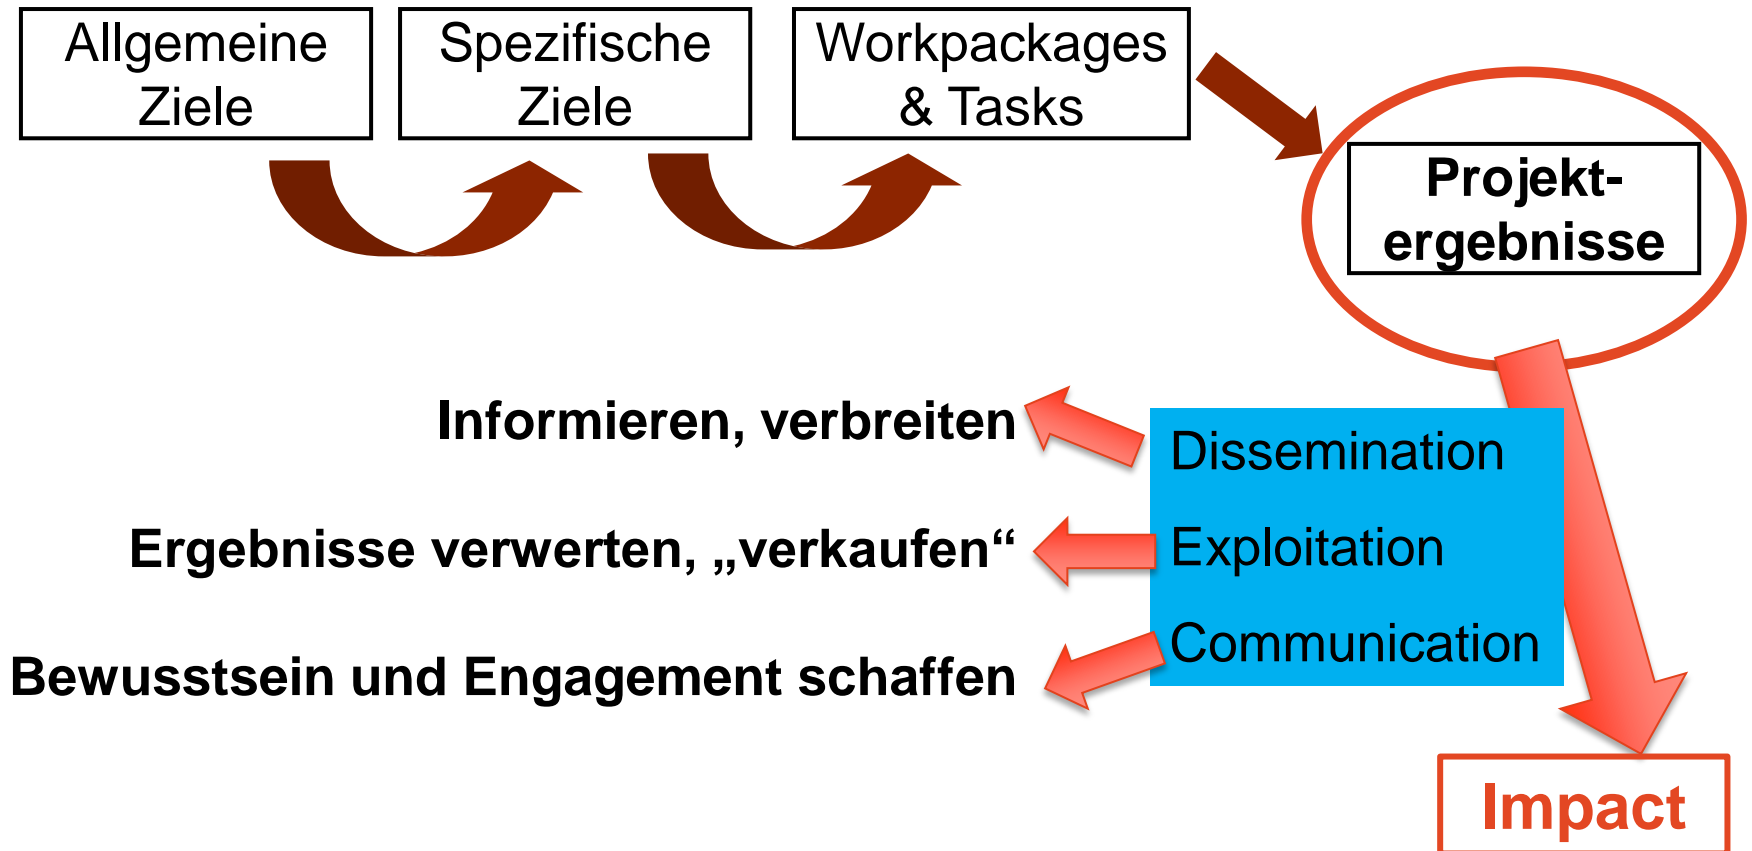 Allgemeine
Ziele
Spezifische
Ziele
Workpackages
& Tasks
Projekt-
ergebnisse
Informieren, verbreiten
Dissemination
Ergebnisse verwerten, „verkaufen“
Exploitation
Bewusstsein und Engagement schaffen
Communication
Impact